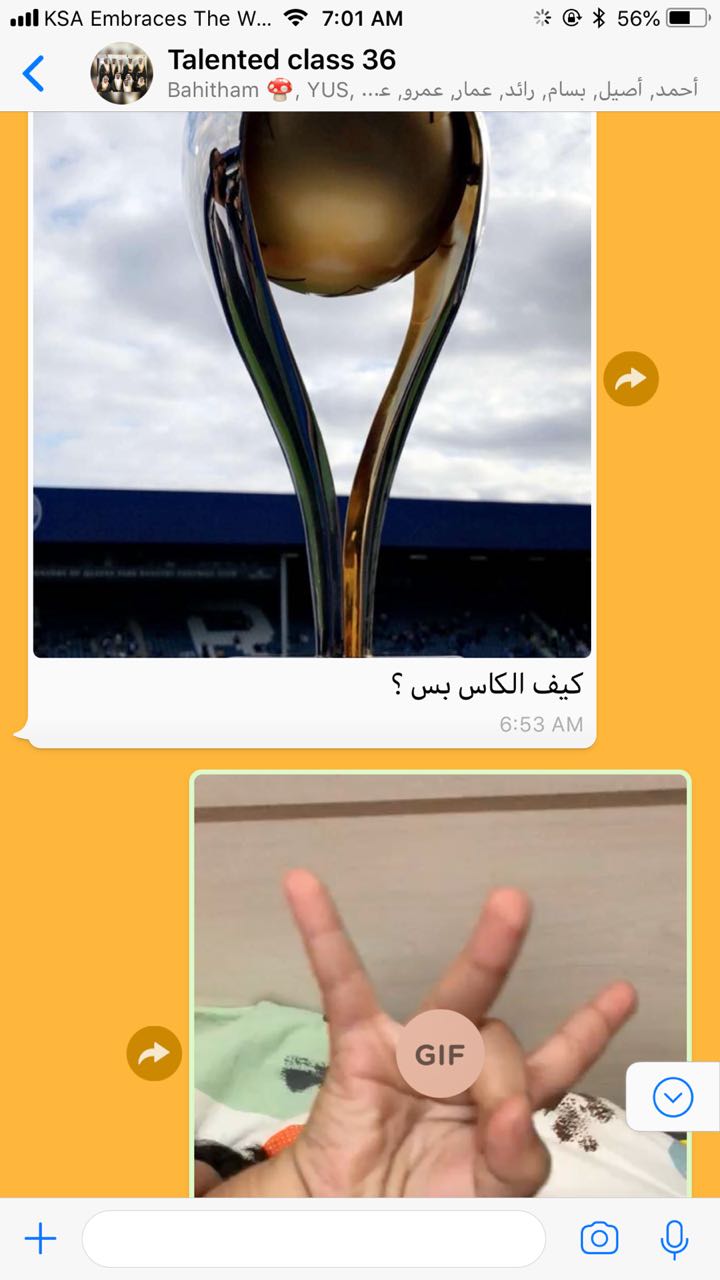 KSA Embraces The W... 7:01 AM 56%
Talented class 36
Bahitham 🍄, YUS, أحمد, أصيل, بسام, رائد, عمار, عمرو, عـ...
كيف الكاس بس ؟
6:53 AM
GIF